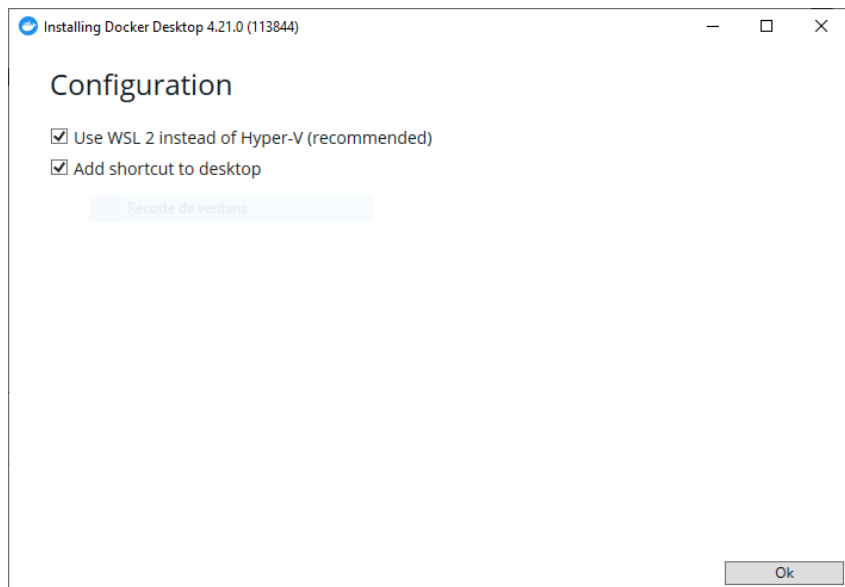 Installing Docker Desktop 4.21.0 (113844)
Configuration
Use WSL 2 instead of Hyper-V (recommended)
Add shortcut to desktop
Recorte de ventana
Ok